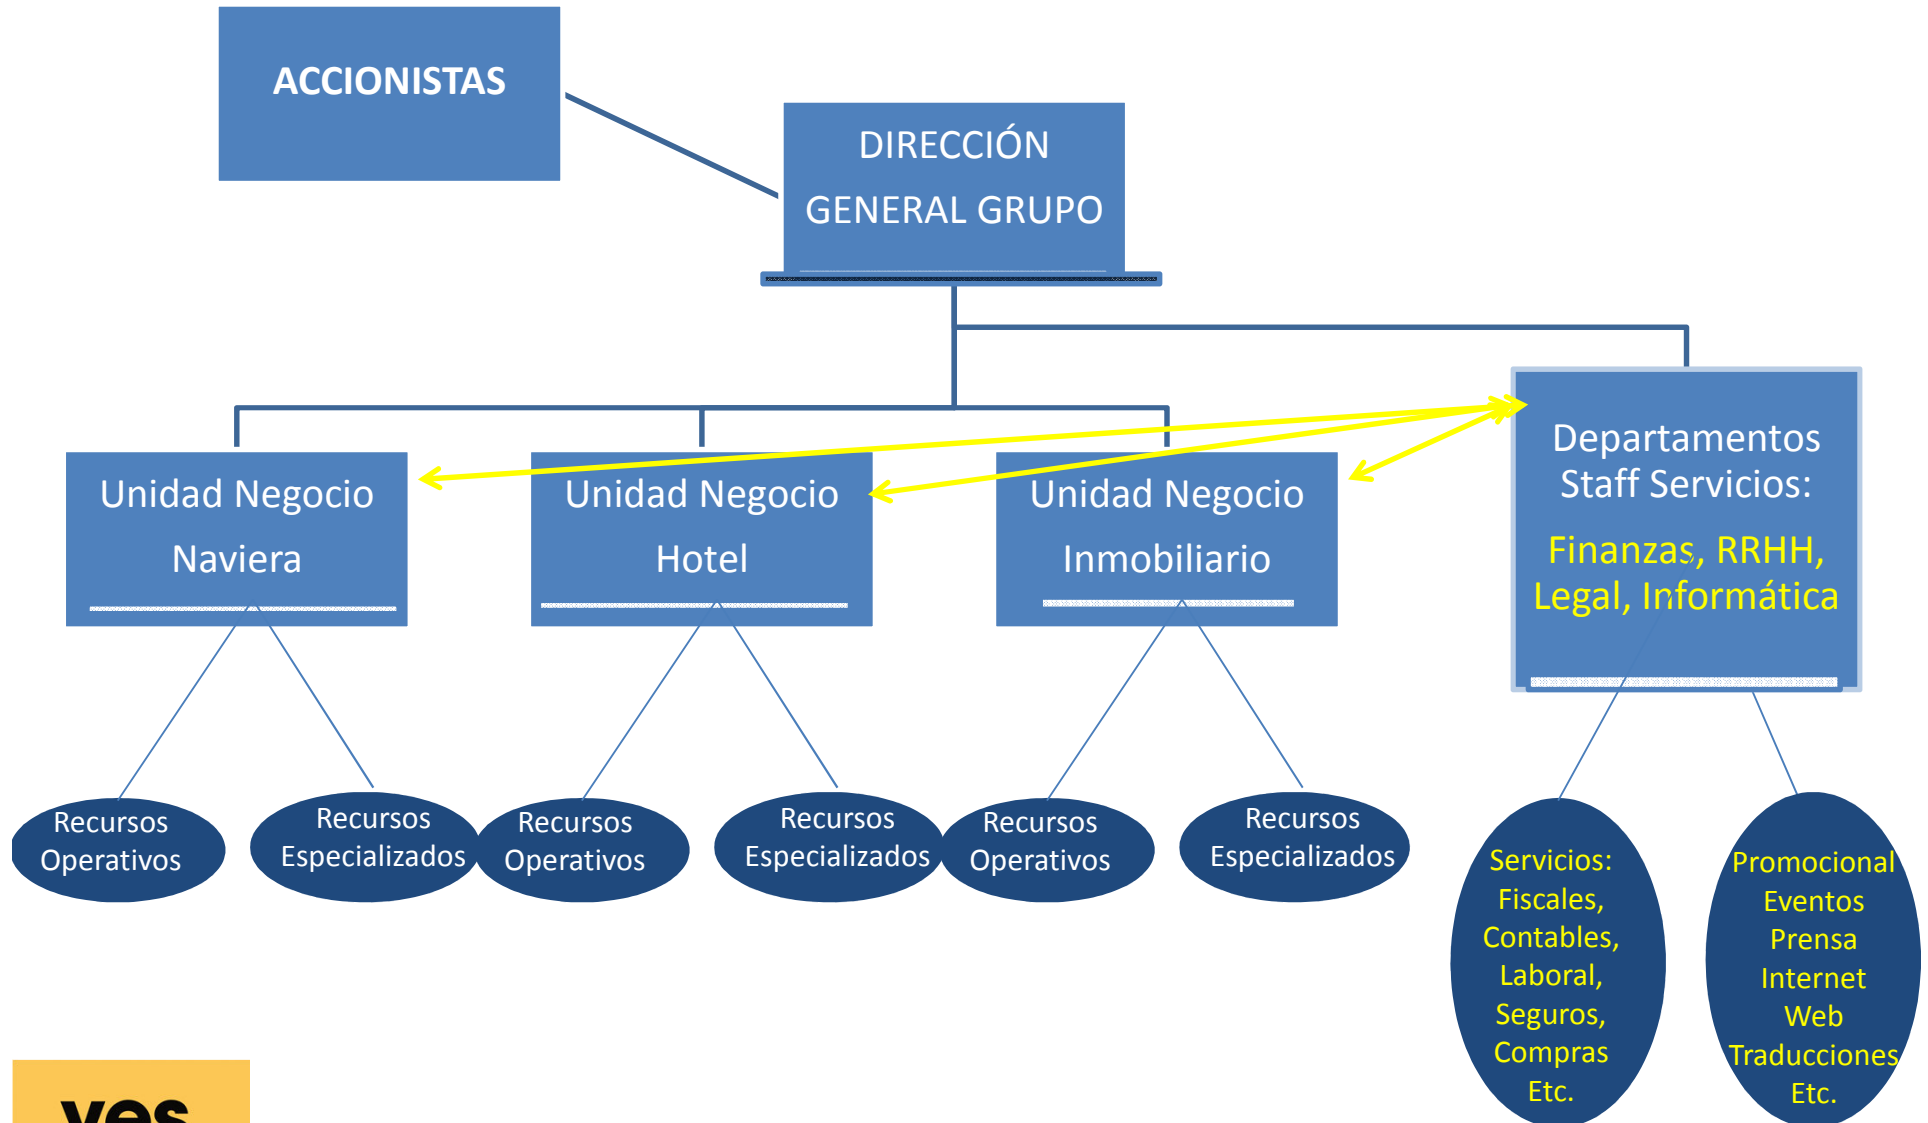 ACCIONISTAS
DIRECCIÓN
GENERAL GRUPO
Unidad Negocio
Naviera
Unidad Negocio
Hotel
Unidad Negocio
Inmobiliario
Departamentos
Staff Servicios:
Finanzas, RRHH,
Legal, Informática
Recursos
Operativos
Recursos
Especializados
Recursos
Operativos
Recursos
Especializados
Recursos
Operativos
Recursos
Especializados
Servicios:
Fiscales,
Contables,
Laboral,
Seguros,
Compras
Etc.
Promocional
Eventos
Prensa
Internet
Web
Traducciones
Etc.
yes